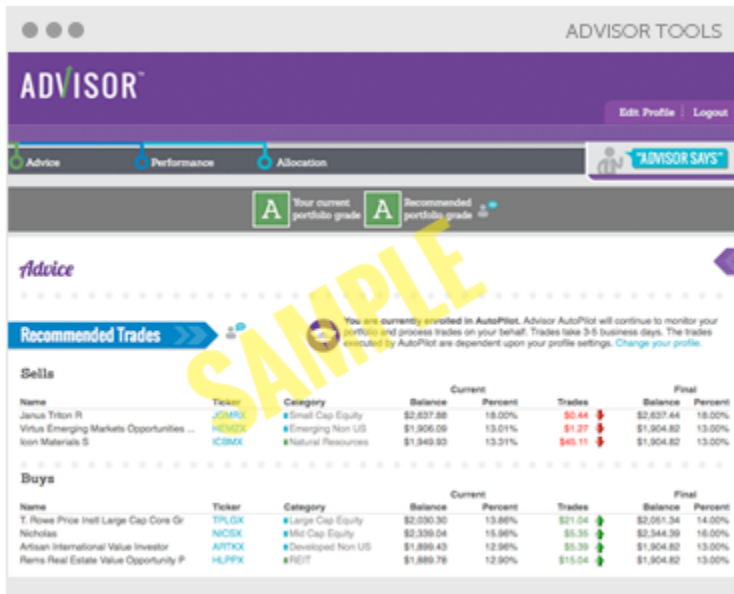 ADVISOR TOOLS
ADVISOR™
Edit Profile | Logout
Advice Performance Allocation "ADVISOR SAYS"
A Your current portfolio grade A Recommended portfolio grade
Advice
SAMPLE
Recommended Trades
You are currently enrolled in AutoPilot. Advisor AutoPilot will continue to monitor your
portfolio and process trades on your behalf. Trades take 3-5 business days. The trades
executed by AutoPilot are dependent upon your profile settings. Change your profile.
Sells
Current Final
Name Ticker Category Balance Percent Trades Balance Percent
Janus Triton R JGMRX Small Cap Equity $2,637.88 18.00% $0.44 $2,637.44 18.00%
Virtus Emerging Markets Opportunities ... HEMZX Emerging Non US $1,906.09 13.01% $1.27 $1,904.82 13.00%
Icon Materials S ICBMX Natural Resources $1,949.93 13.31% $45.11 $1,904.82 13.00%
Buys
Current Final
Name Ticker Category Balance Percent Trades Balance Percent
T. Rowe Price Instl Large Cap Core Gr TPLGX Large Cap Equity $2,030.30 13.86% $21.04 $2,051.34 14.00%
Nicholas NICSX Mid Cap Equity $2,339.04 15.96% $5.35 $2,344.39 16.00%
Artisan International Value Investor ARTKX Developed Non US $1,899.43 12.96% $5.39 $1,904.82 13.00%
Rems Real Estate Value Opportunity P HLPPX REIT $1,889.78 12.90% $15.04 $1,904.82 13.00%